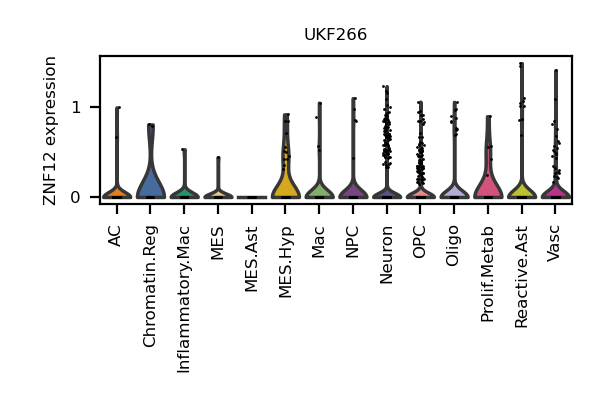 UKF266
ZNF12 expression
1
0
AC
Chromatin.Reg
Inflammatory.Mac
MES
MES.Ast
MES.Hyp
Mac
NPC
Neuron
OPC
Oligo
Prolif.Metab
Reactive.Ast
Vasc